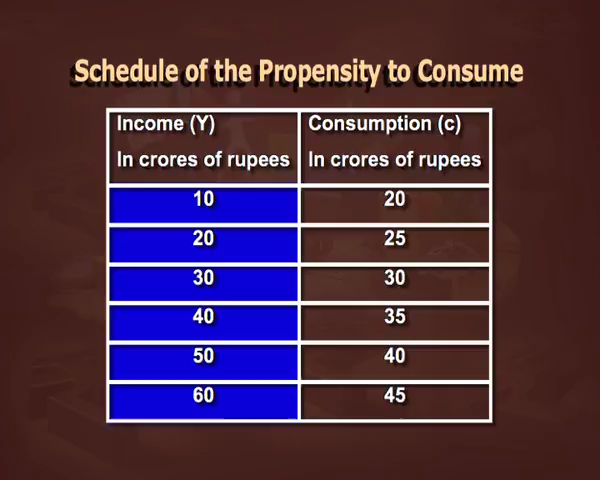 Schedule of the Propensity to Consume
Income (Y) Consumption (c)
In crores of rupees In crores of rupees
10 20
20 25
30 30
40 35
50 40
60 45